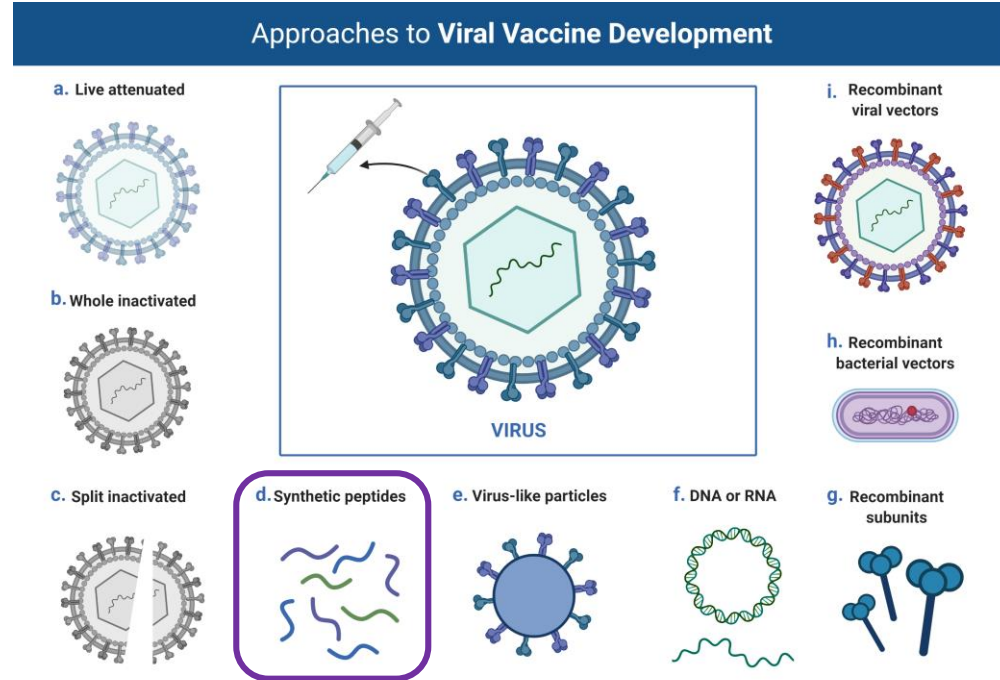 Approaches to Viral Vaccine Development
a. Live attenuated
b. Whole inactivated
c. Split inactivated
d. Synthetic peptides
e. Virus-like particles
f. DNA or RNA
g. Recombinant
subunits
h. Recombinant
bacterial vectors
i. Recombinant
viral vectors
VIRUS